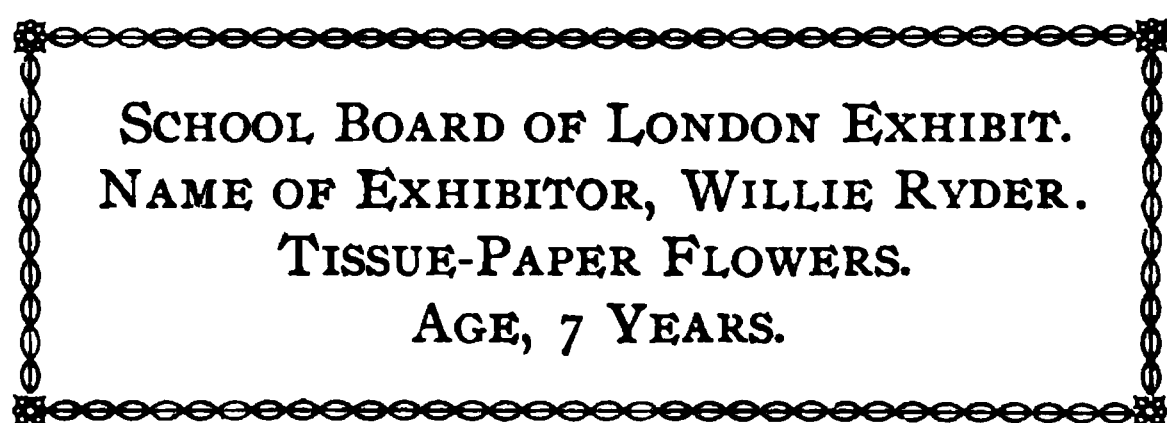 School Board of London Exhibit.
Name of Exhibitor, Willie Ryder.
Tissue-Paper Flowers.
Age, 7 Years.